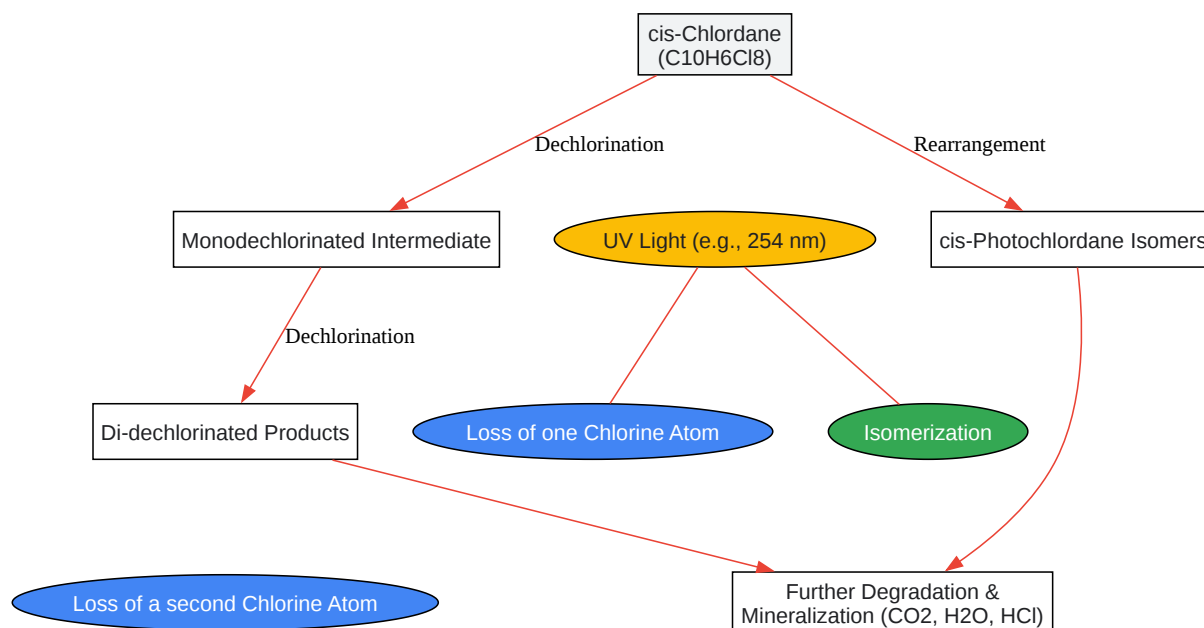 cis-Chlordane
(C10H6Cl8)
Dechlorination
Rearrangement
Monodechlorinated Intermediate
UV Light (e.g., 254 nm)
cis-Photochlordane Isomers
Dechlorination
Di-dechlorinated Products
Loss of one Chlorine Atom
Isomerization
Loss of a second Chlorine Atom
Further Degradation &
Mineralization (CO2, H2O, HCl)